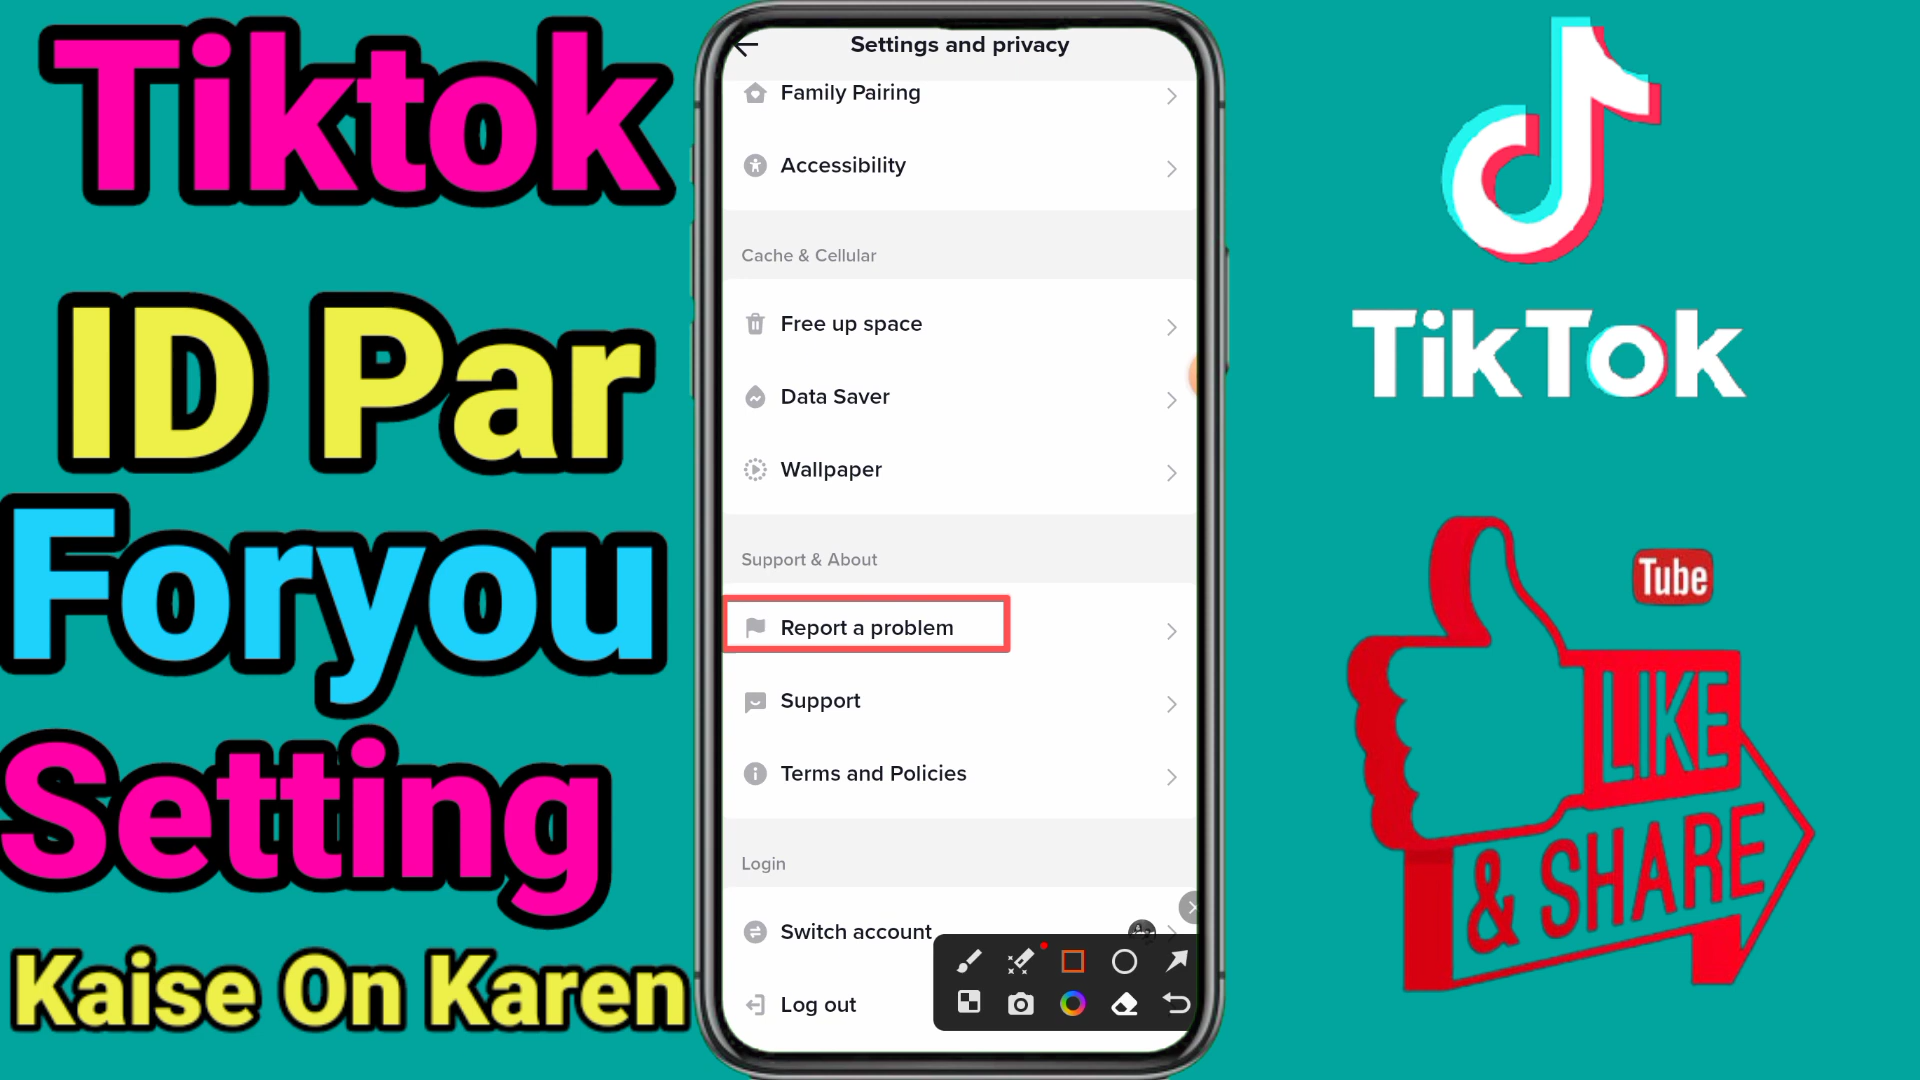 Tiktok
ID Par
Foryou
Setting
Kaise On Karen
Settings and privacy
Family Pairing
Accessibility
Cache & Cellular
Free up space
Data Saver
Wallpaper
Support & About
Report a problem
Support
Terms and Policies
Login
Switch account
Log out
TikTok
Tube
LIKE
& SHARE